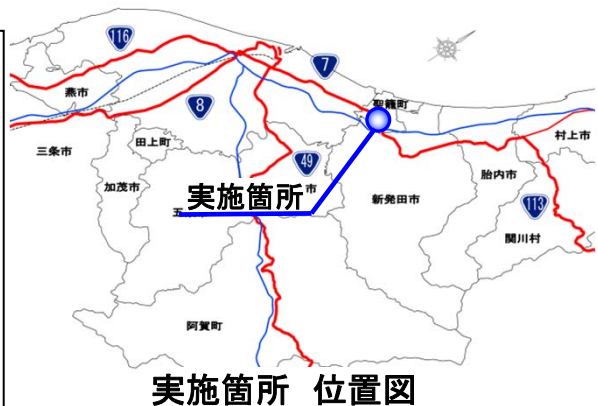 116
7
燕市
聖籠町
8
三条市
田上町
村上市
49
加茂市
胎内市
実施箇所
市
新発田市
五
113
関川村
阿賀町
実施箇所 位置図